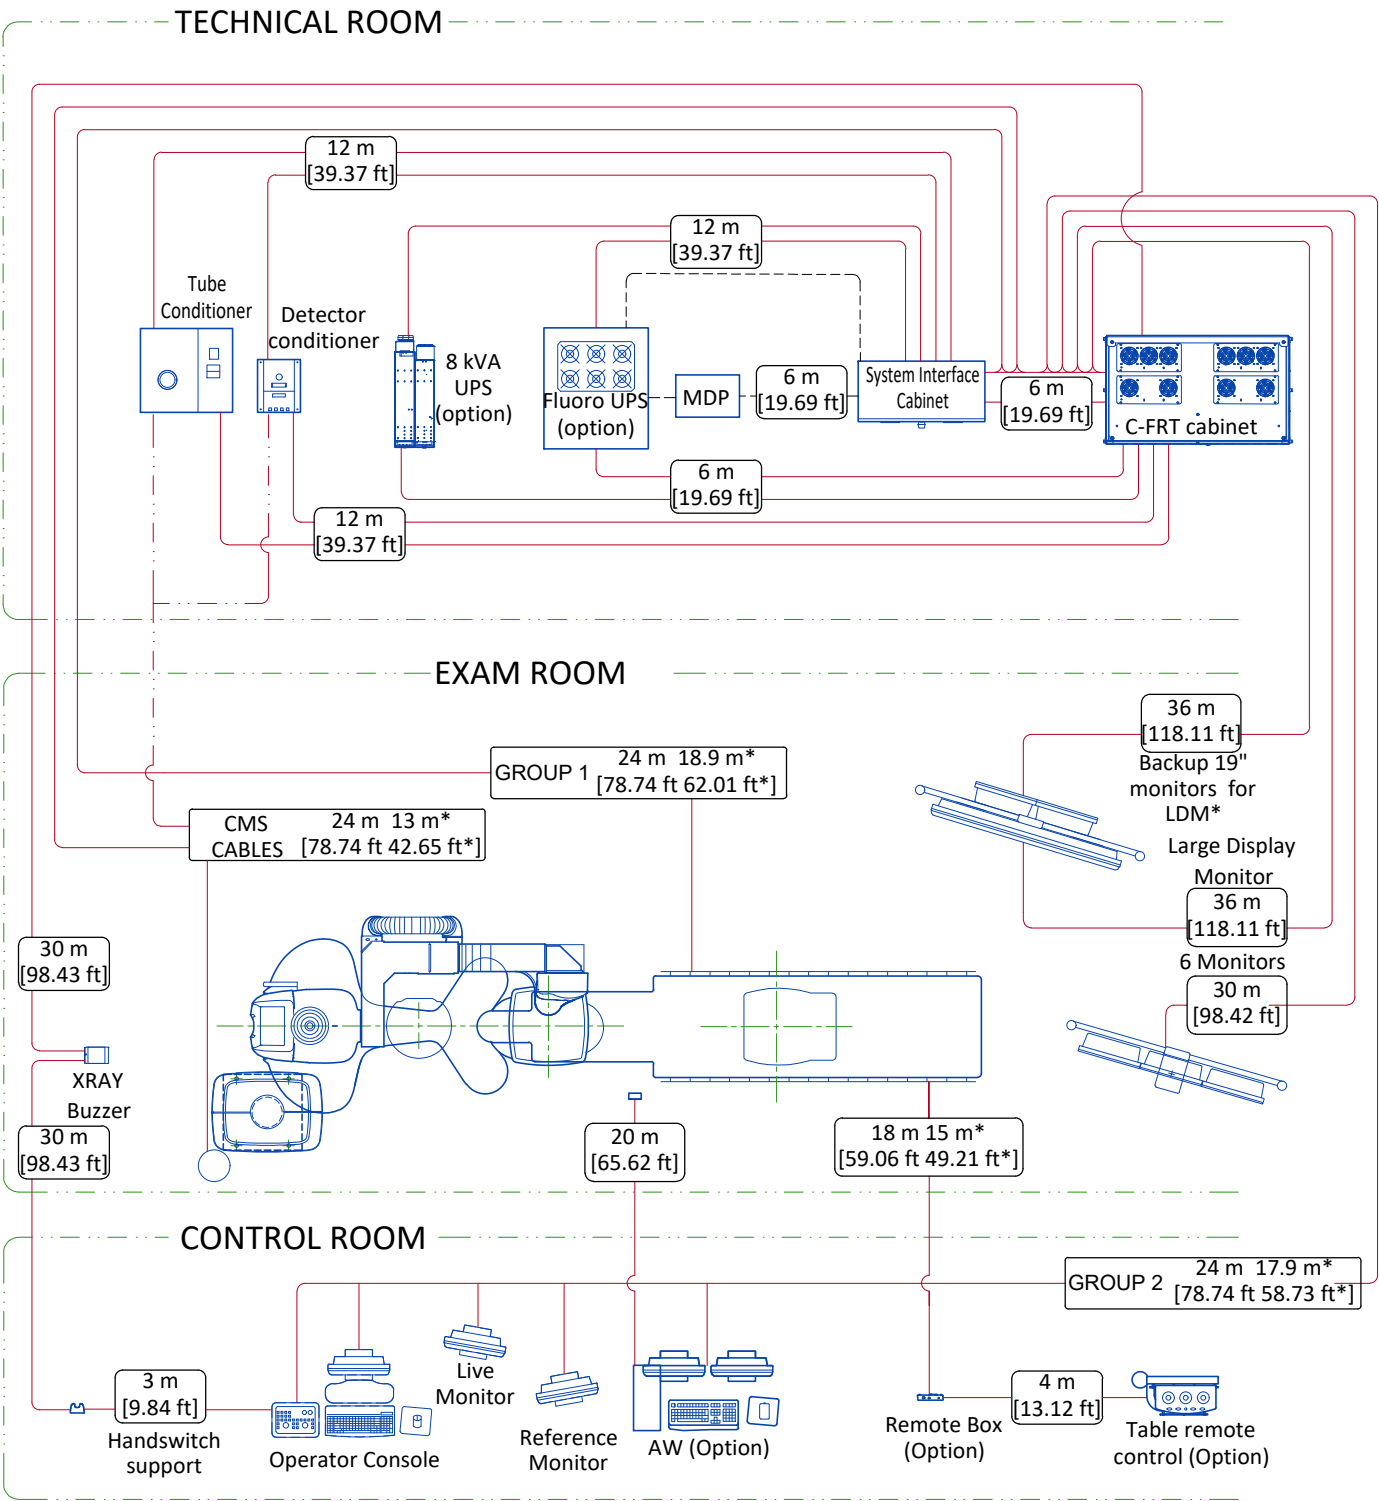 TECHNICAL ROOM
12 m
[39.37 ft]
12 m
[39.37 ft]
Tube
Conditioner
Detector
conditioner
8 kVA
UPS
(option)
Fluoro UPS
(option)
MDP
6 m
[19.69 ft]
System Interface
Cabinet
6 m
[19.69 ft]
C-FRT cabinet
6 m
[19.69 ft]
12 m
[39.37 ft]
EXAM ROOM
36 m
[118.11 ft]
Backup 19"
monitors for
LDM*
GROUP 1
24 m 18.9 m*
[78.74 ft 62.01 ft*]
CMS
CABLES
24 m 13 m*
[78.74 ft 42.65 ft*]
Large Display
Monitor
36 m
[118.11 ft]
6 Monitors
30 m
[98.42 ft]
30 m
[98.43 ft]
XRAY
Buzzer
30 m
[98.43 ft]
20 m
[65.62 ft]
18 m 15 m*
[59.06 ft 49.21 ft*]
CONTROL ROOM
GROUP 2
24 m 17.9 m*
[78.74 ft 58.73 ft*]
3 m
[9.84 ft]
Handswitch
support
Operator Console
Live
Monitor
Reference
Monitor
AW (Option)
Remote Box
(Option)
4 m
[13.12 ft]
Table remote
control (Option)